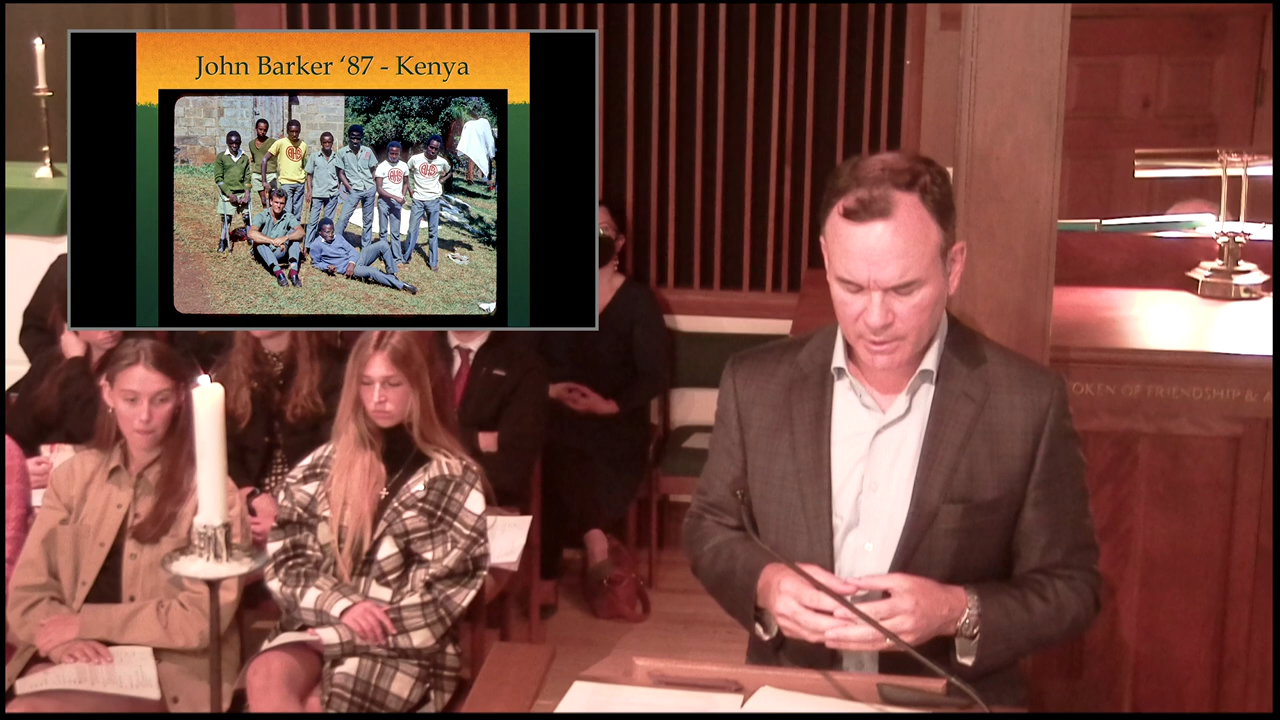 John Barker ‘87 - Kenya
OKEN OF FRIENDSHIP &